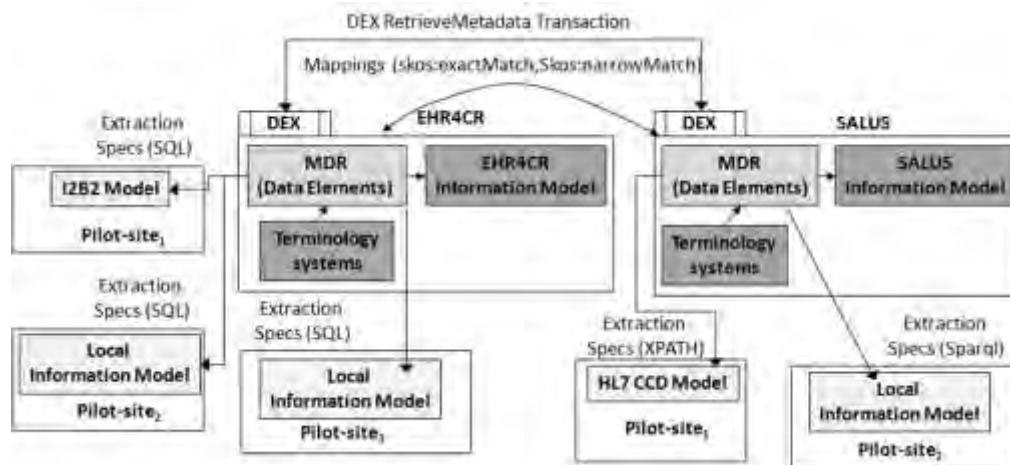 DEX RetrieveMetadata Transaction
Mappings (skos:exactMatch,Skos:narrowMatch)
DEX
EHR4CR
DEX
SALUS
Extraction
Specs (SQL)
MDR
(Data Elements)
EHR4CR
Information Model
MDR
(Data Elements)
SALUS
Information Model
I2B2 Model
Pilot-site1
Terminology
systems
Terminology
systems
Extraction
Specs (SQL)
Extraction
Specs (SQL)
Extraction
Specs (XPATH)
Extraction
Specs (Sparql)
Local
Information Model
Pilot-site2
Local
Information Model
Pilot-site3
HL7 CCD Model
Pilot-site1
Local
Information Model
Pilot-site2